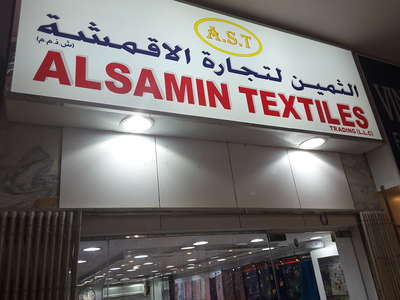 A.S.T
الثمين لتجارة الاقمشة
(ش.ذ.م.م)
ALSAMIN TEXTILES
TRADING (L.L.C)